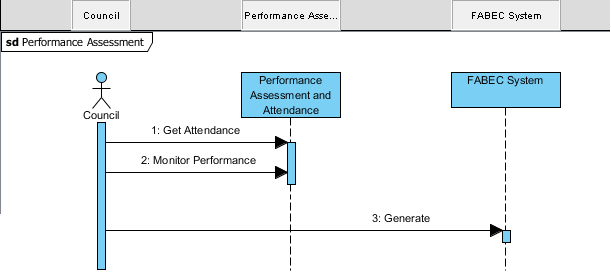 Council
Performance Asse...
FABEC System
sd Performance Assessment
Performance
Assessment and
Attendance
FABEC System
Council
1: Get Attendance
2: Monitor Performance
3: Generate